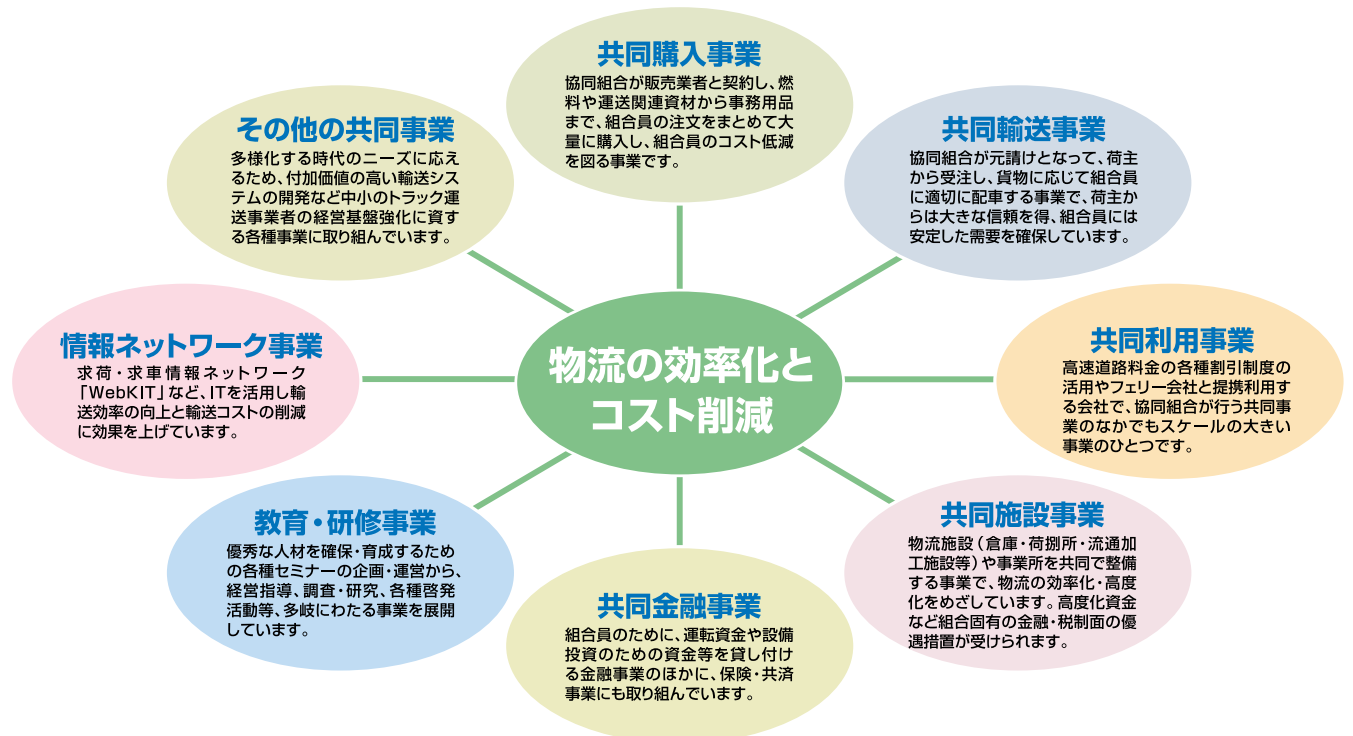 共同購入事業
協同組合が販売業者と契約し、燃
料や運送関連資材から事務用品
まで、組合員の注文をまとめて大
量に購入し、組合員のコスト低減
を図る事業です。
共同輸送事業
協同組合が元請けとなって、荷主
から受注し、貨物に応じて組合員
に適切に配車する事業で、荷主か
らは大きな信頼を得、組合員には
安定した需要を確保しています。
共同利用事業
高速道路料金の各種割引制度の
活用やフェリー会社と提携利用す
る会社で、協同組合が行う共同事
業のなかでもスケールの大きい
事業のひとつです。
共同施設事業
物流施設(倉庫・荷捌所・流通加
工施設等)や事業所を共同で整備
する事業で、物流の効率化・高度
化をめざしています。高度化資金
など組合固有の金融・税制面の優
遇措置が受けられます。
共同金融事業
組合員のために、運転資金や設備
投資のための資金等を貸し付け
る金融事業のほかに、保険・共済
事業にも取り組んでいます。
教育・研修事業
優秀な人材を確保・育成するため
の各種セミナーの企画・運営から、
経営指導、調査・研究、各種啓発
活動等、多岐にわたる事業を展開
しています。
情報ネットワーク事業
求荷・求車情報ネットワーク
「WebKIT」など、ITを活用し輸
送効率の向上と輸送コストの削減
に効果を上げています。
その他の共同事業
多様化する時代のニーズに応え
るため、付加価値の高い輸送シス
テムの開発など中小のトラック運
送事業者の経営基盤強化に資す
る各種事業に取り組んでいます。
物流の効率化と
コスト削減